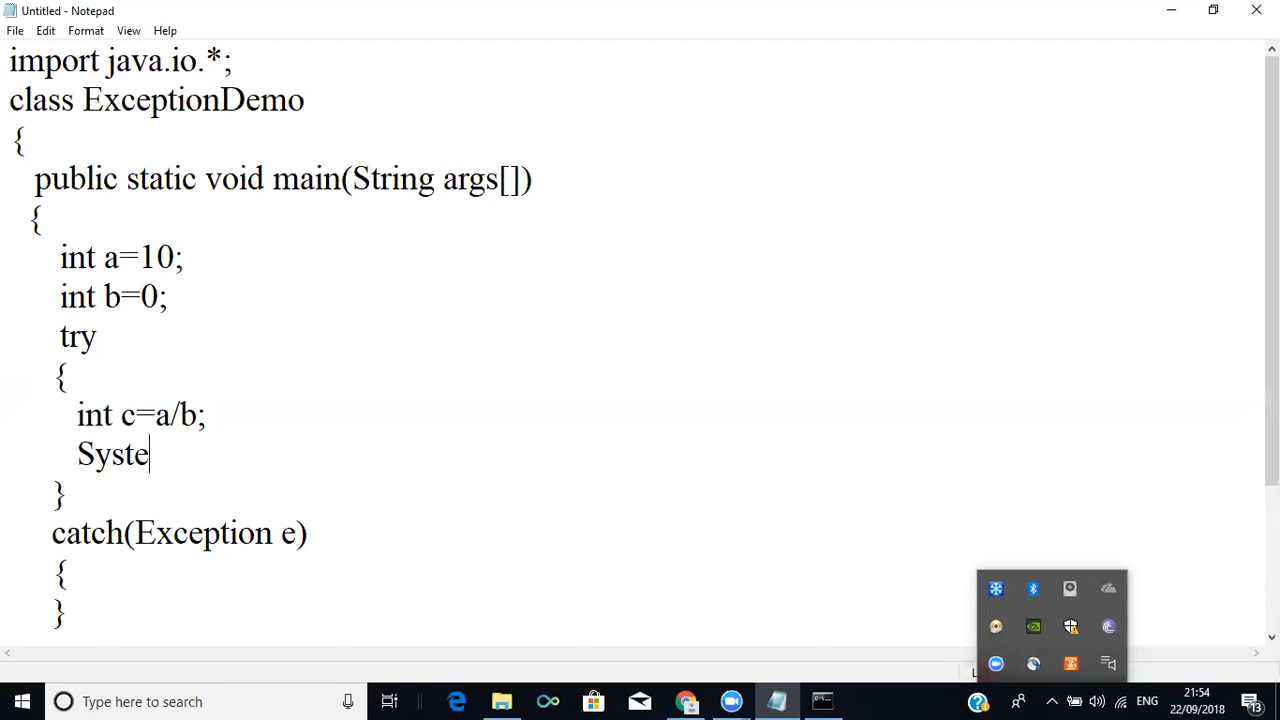 Untitled - Notepad
File Edit Format View Help
import java.io.*;
class ExceptionDemo
{
public static void main(String args[])
{
int a=10;
int b=0;
try
{
int c=a/b;
Syste
}
catch(Exception e)
{
}
Type here to search
ENG
21:54
22/09/2018
13